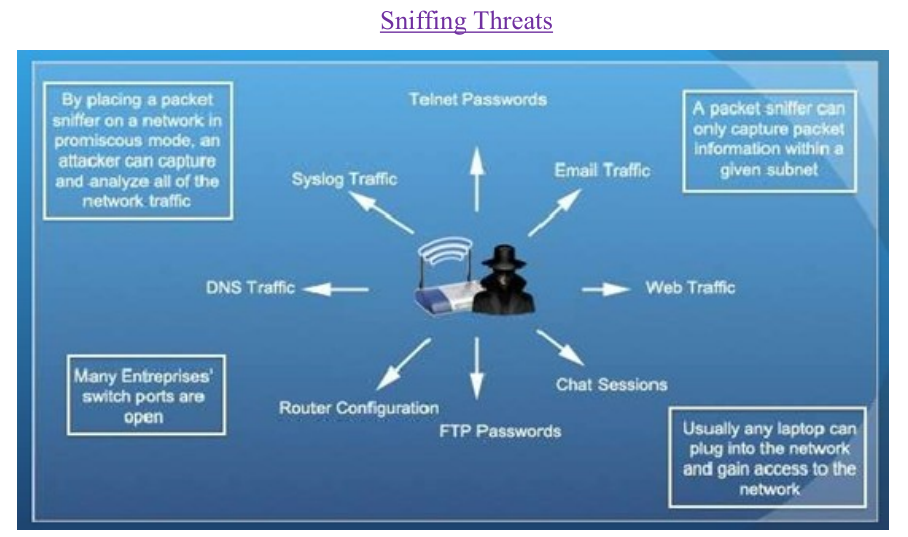 Sniffing Threats
By placing a packet
sniffer on a network in
promiscous mode, an
attacker can capture
and analyze all of the
network traffic
Telnet Passwords
A packet sniffer can
only capture packet
information within a
given subnet
Syslog Traffic
Email Traffic
DNS Traffic
Web Traffic
Many Entreprises'
switch ports are
open
Router Configuration
FTP Passwords
Chat Sessions
Usually any laptop can
plug into the network
and gain access to the
network